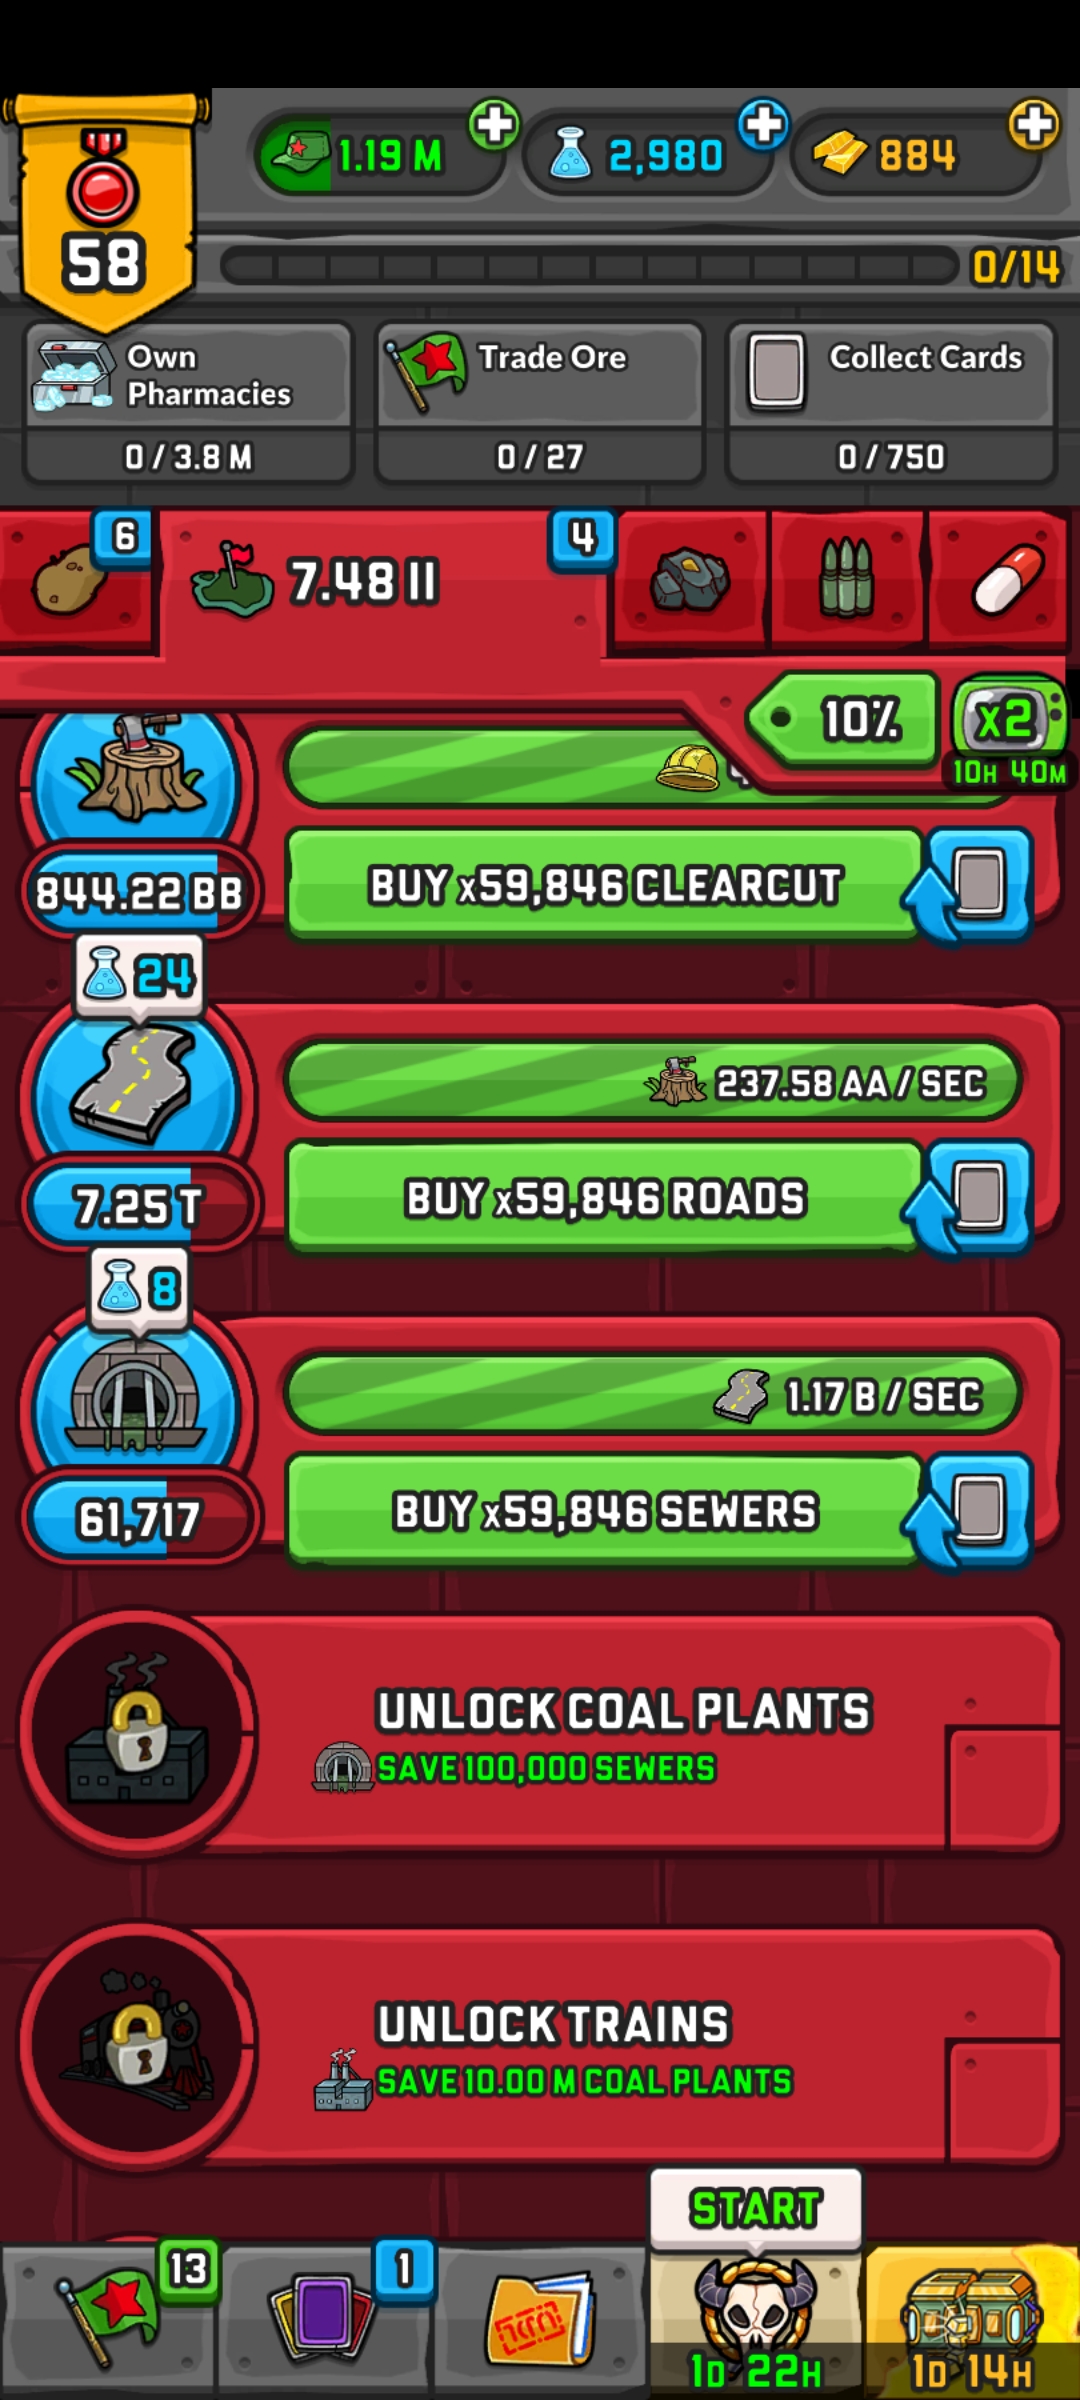 58
1.19 M
2,980
884
0/14
Own Pharmacies
0 / 3.8 M
Trade Ore
0 / 27
Collect Cards
0 / 750
6
7.48 II
4
10%
x2
10H 40M
844.22 BB
BUY x59,846 CLEARCUT
24
237.58 AA / SEC
7.25 T
BUY x59,846 ROADS
8
1.17 B / SEC
61,717
BUY x59,846 SEWERS
UNLOCK COAL PLANTS
SAVE 100,000 SEWERS
UNLOCK TRAINS
SAVE 10.00 M COAL PLANTS
START
13
1
1D 22H
1D 14H